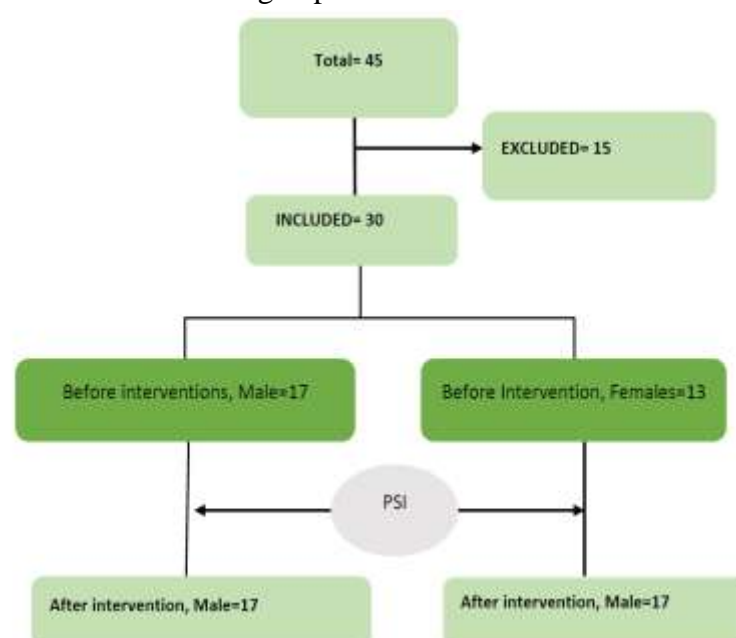 Total= 45
EXCLUDED= 15
INCLUDED= 30
Before interventions, Male=17
Before Intervention, Females=13
PSI
After intervention, Male=17
After intervention, Male=17